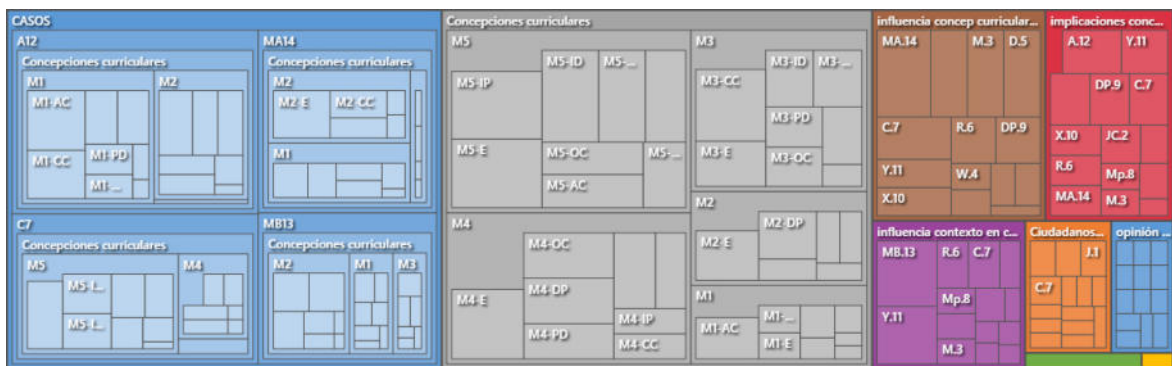 CASOS
A12
Concepciones curriculares
M1
M1-AC
M1-CC
M1-PD
M1-...
M2
MA14
Concepciones curriculares
M2
M2-E
M2-CC
M1
C7
Concepciones curriculares
M5
M5-I...
M5-I...
M4
MB13
Concepciones curriculares
M2
M1
M3
Concepciones curriculares
M5
M5-IP
M5-E
M5-ID
M5-...
M5-OC
M5-AC
M5-...
M4
M4-E
M4-OC
M4-DP
M4-PD
M4-IP
M4-CC
M3
M3-CC
M3-E
M3-ID
M3-...
M3-PD
M3-OC
M2
M2-E
M2-DP
M1
M1-AC
M1-...
M1-E
influencia concep curricular...
MA.14
M.3
D.5
C.7
R.6
DP.9
Y.11
W.4
X.10
implicaciones conc...
A.12
Y.11
DP.9
C.7
X.10
JC.2
R.6
Mp.8
MA.14
M.3
influencia contexto en c...
MB.13
R.6
C.7
Mp.8
Y.11
M.3
Ciudadanos...
J.1
C.7
opinión ...